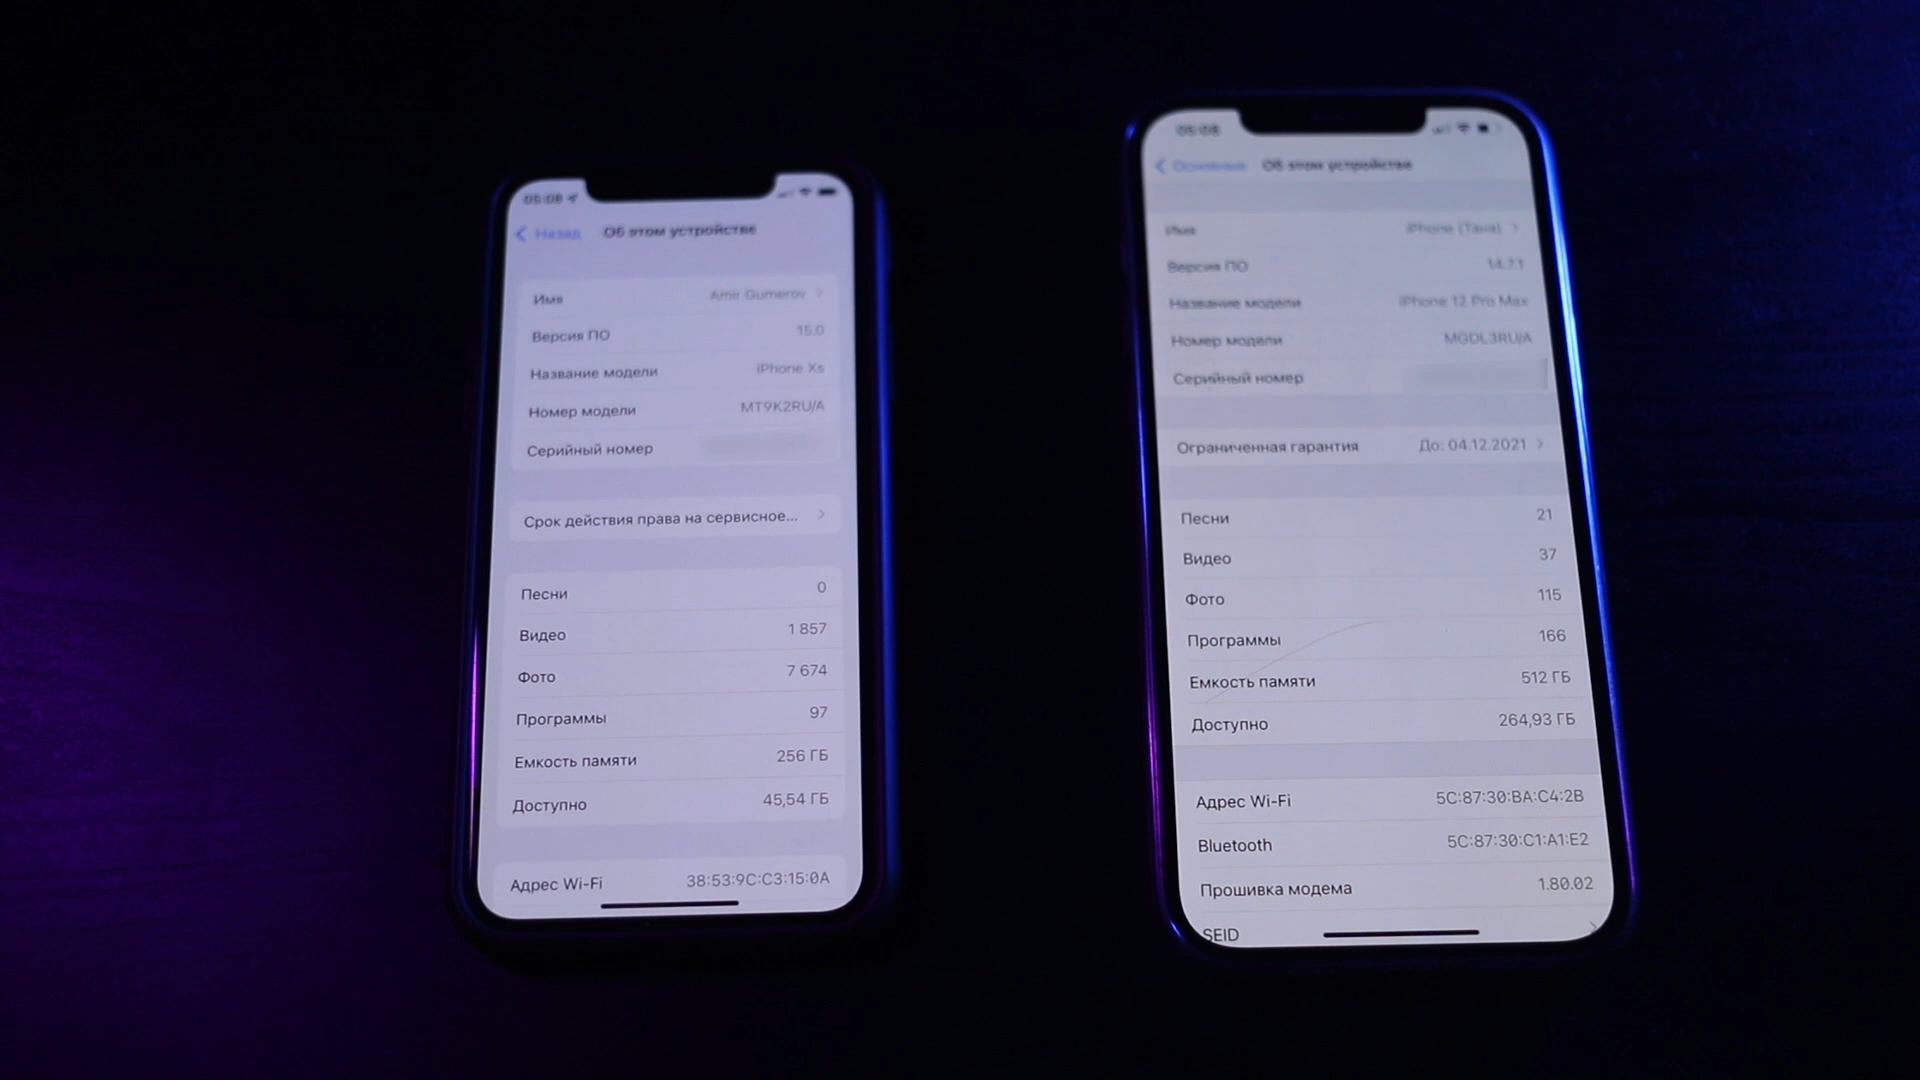 05:08
Назад Об этом устройстве
Имя Amir Gumerov
Версия ПО 15.0
Название модели iPhone Xs
Номер модели MT9K2RU/A
Серийный номер
Срок действия права на сервисное...
Песни 0
Видео 1 857
Фото 7 674
Программы 97
Емкость памяти 256 ГБ
Доступно 45,54 ГБ
Адрес Wi-Fi 38:53:9C:C3:15:0A
05:08
Основные Об этом устройстве
Имя iPhone (Тана)
Версия ПО 14.7.1
Название модели iPhone 12 Pro Max
Номер модели MGDL3RU/A
Серийный номер
Ограниченная гарантия До: 04.12.2021
Песни 21
Видео 37
Фото 115
Программы 166
Емкость памяти 512 ГБ
Доступно 264,93 ГБ
Адрес Wi-Fi 5C:87:30:BA:C4:2B
Bluetooth 5C:87:30:C1:A1:E2
Прошивка модема 1.80.02
SEID